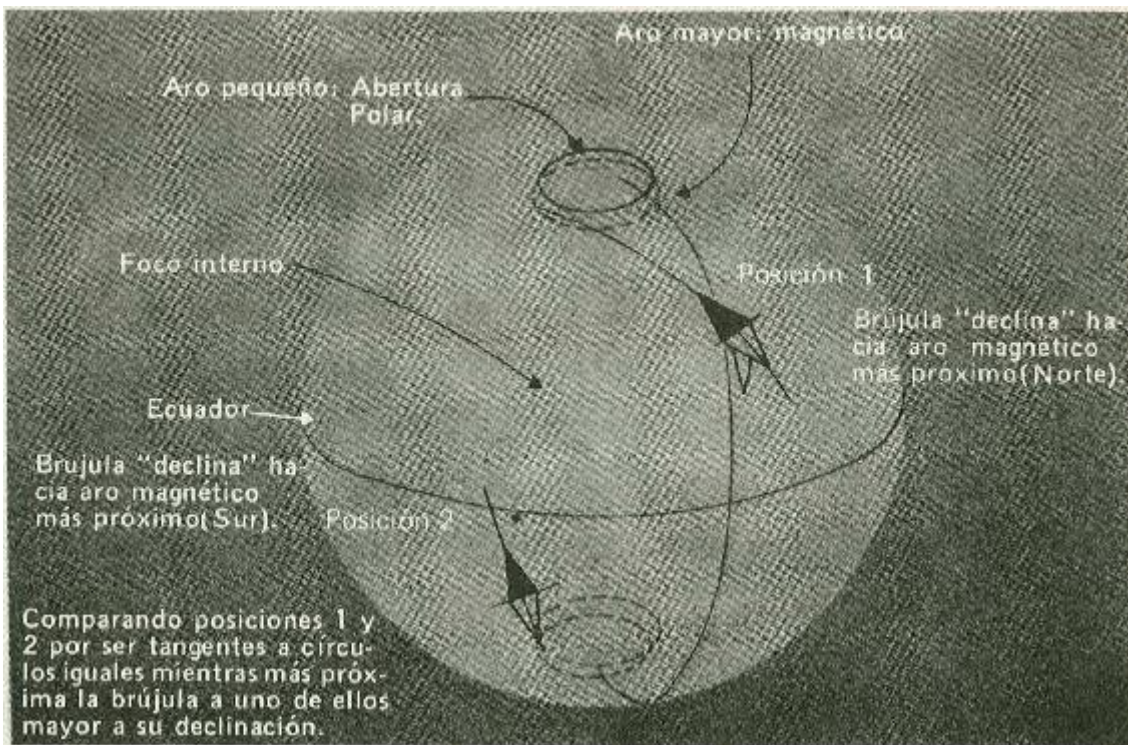 Aro mayor: magnético
Aro pequeño: Abertura
Polar.
Foco interno
Posición 1
Brújula "declina" ha-
cia aro magnético
más próximo(Norte).
Ecuador
Brujula "declina" ha-
cia aro magnético
más próximo(Sur).
Posición 2
Comparando posiciones 1 y
2 por ser tangentes a círcu-
los iguales mientras más próx-
ima la brújula a uno de ellos
mayor a su declinación.